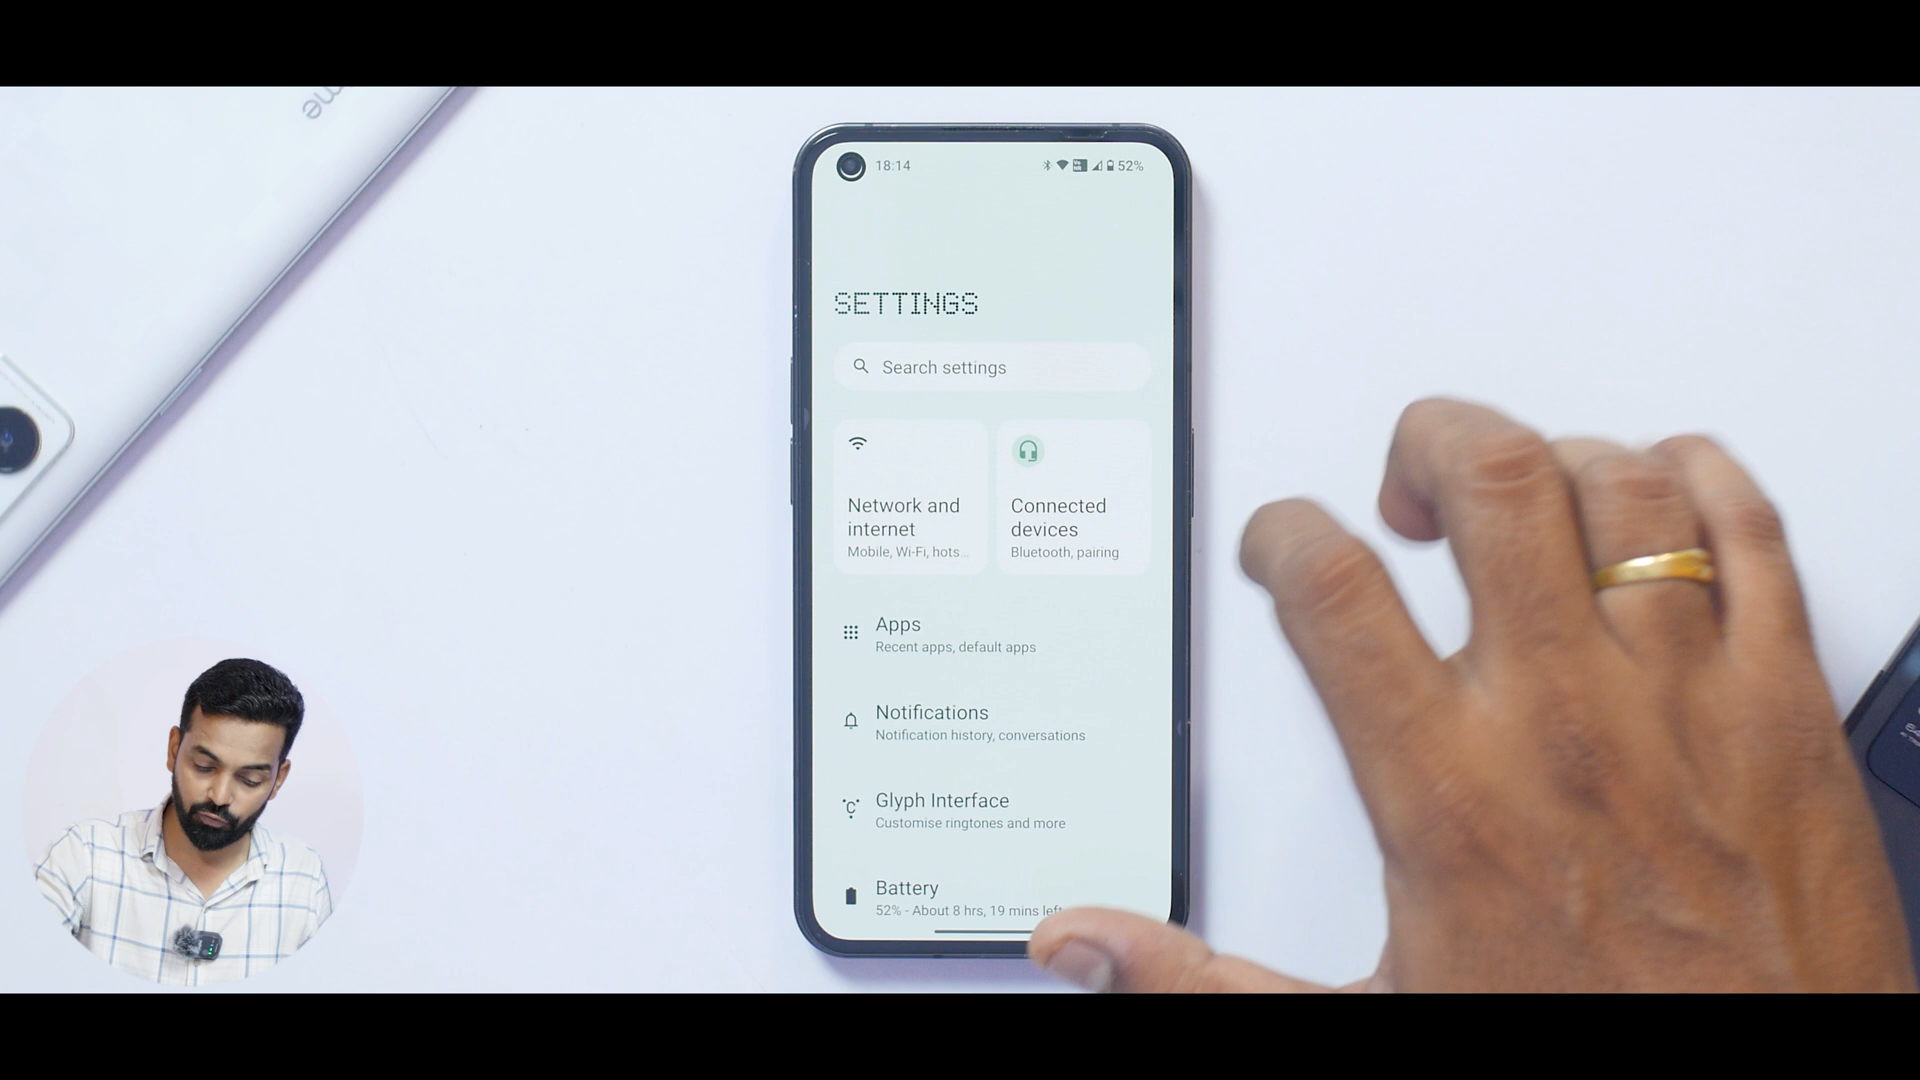 me
18:14
52%
SETTINGS
Search settings
Network and
internet
Mobile, Wi-Fi, hots...
Connected
devices
Bluetooth, pairing
Apps
Recent apps, default apps
Notifications
Notification history, conversations
Glyph Interface
Customise ringtones and more
Battery
52% - About 8 hrs, 19 mins left